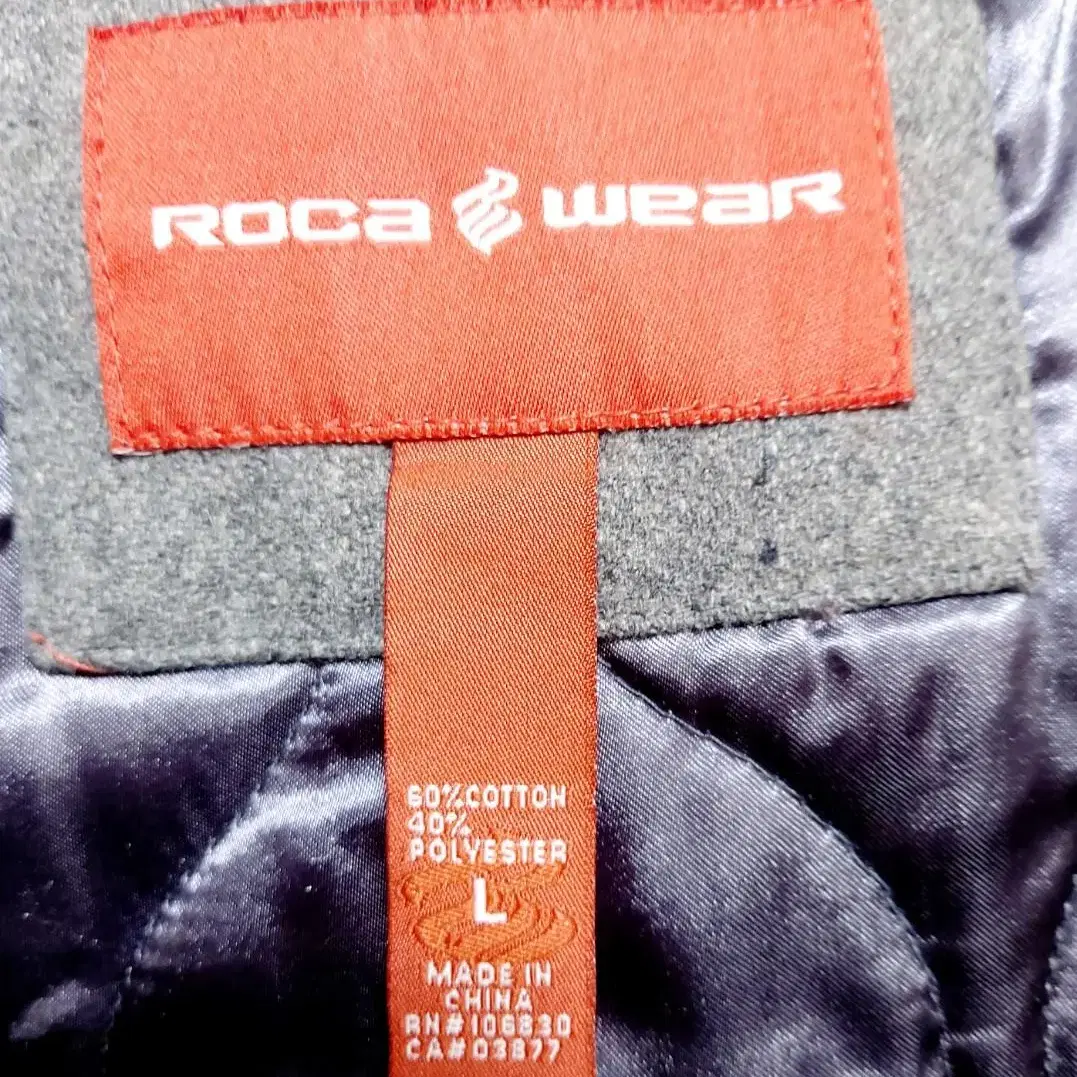 ROCA WEAR
60%COTTON
40%
POLYESTER
L
MADE IN
CHINA
RN#106830
CA#03877